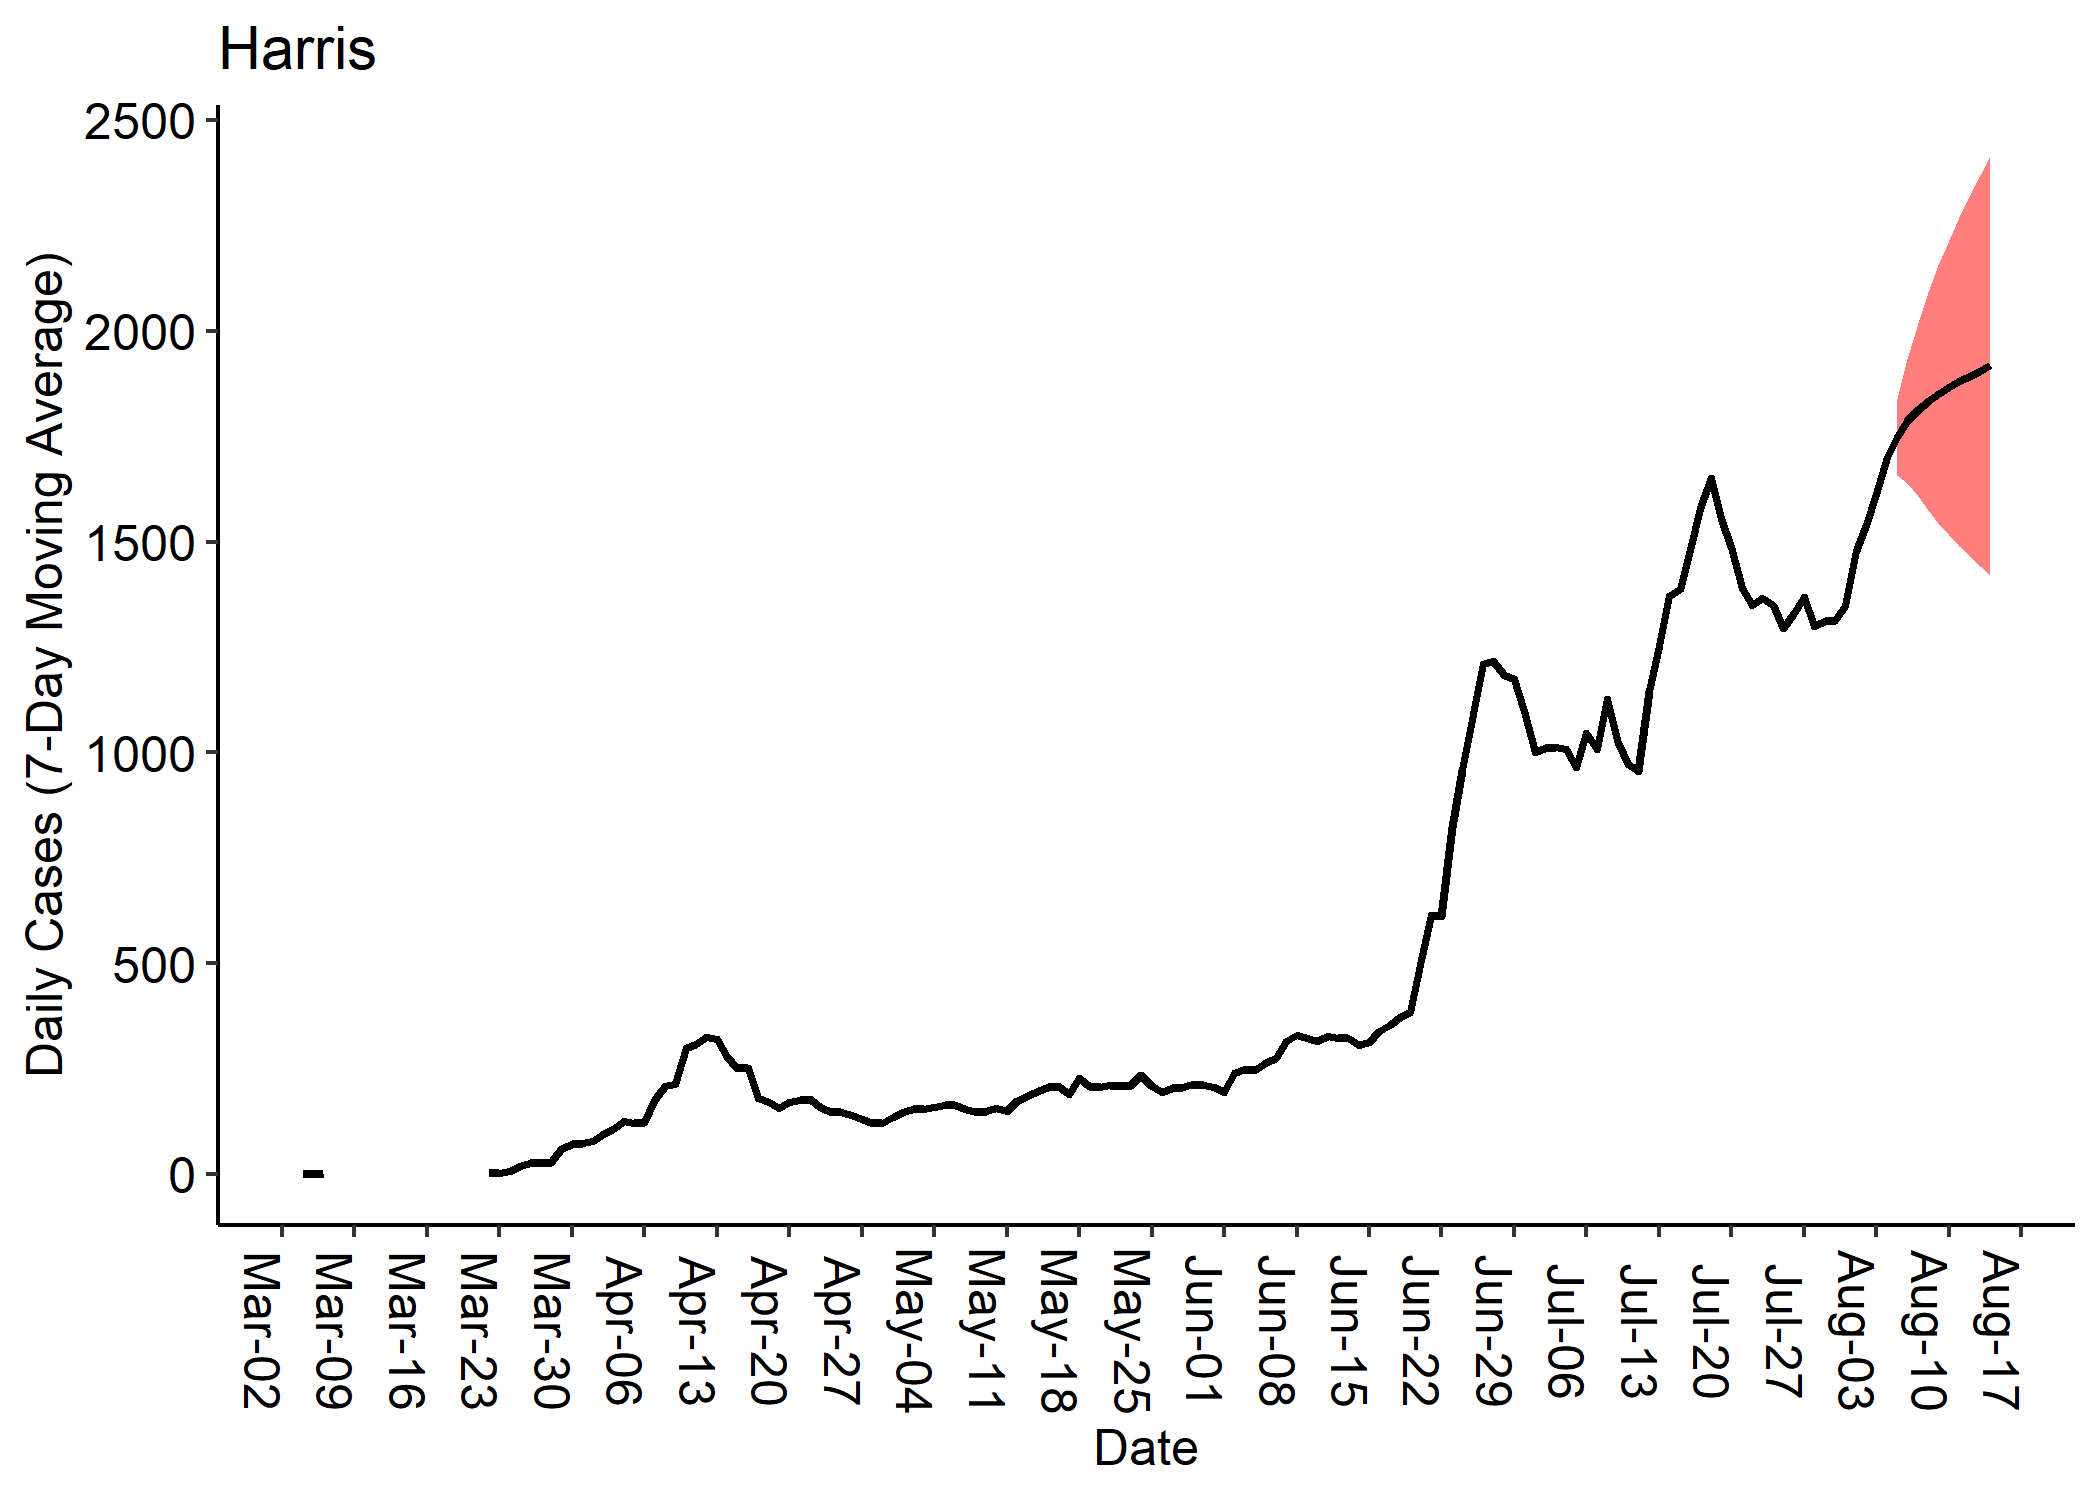 Harris
Daily Cases (7-Day Moving Average)
2500
2000
1500
1000
500
0
Mar-02
Mar-09
Mar-16
Mar-23
Mar-30
Apr-06
Apr-13
Apr-20
Apr-27
May-04
May-11
May-18
May-25
Jun-01
Jun-08
Jun-15
Jun-22
Jun-29
Jul-06
Jul-13
Jul-20
Jul-27
Aug-03
Aug-10
Aug-17
Date